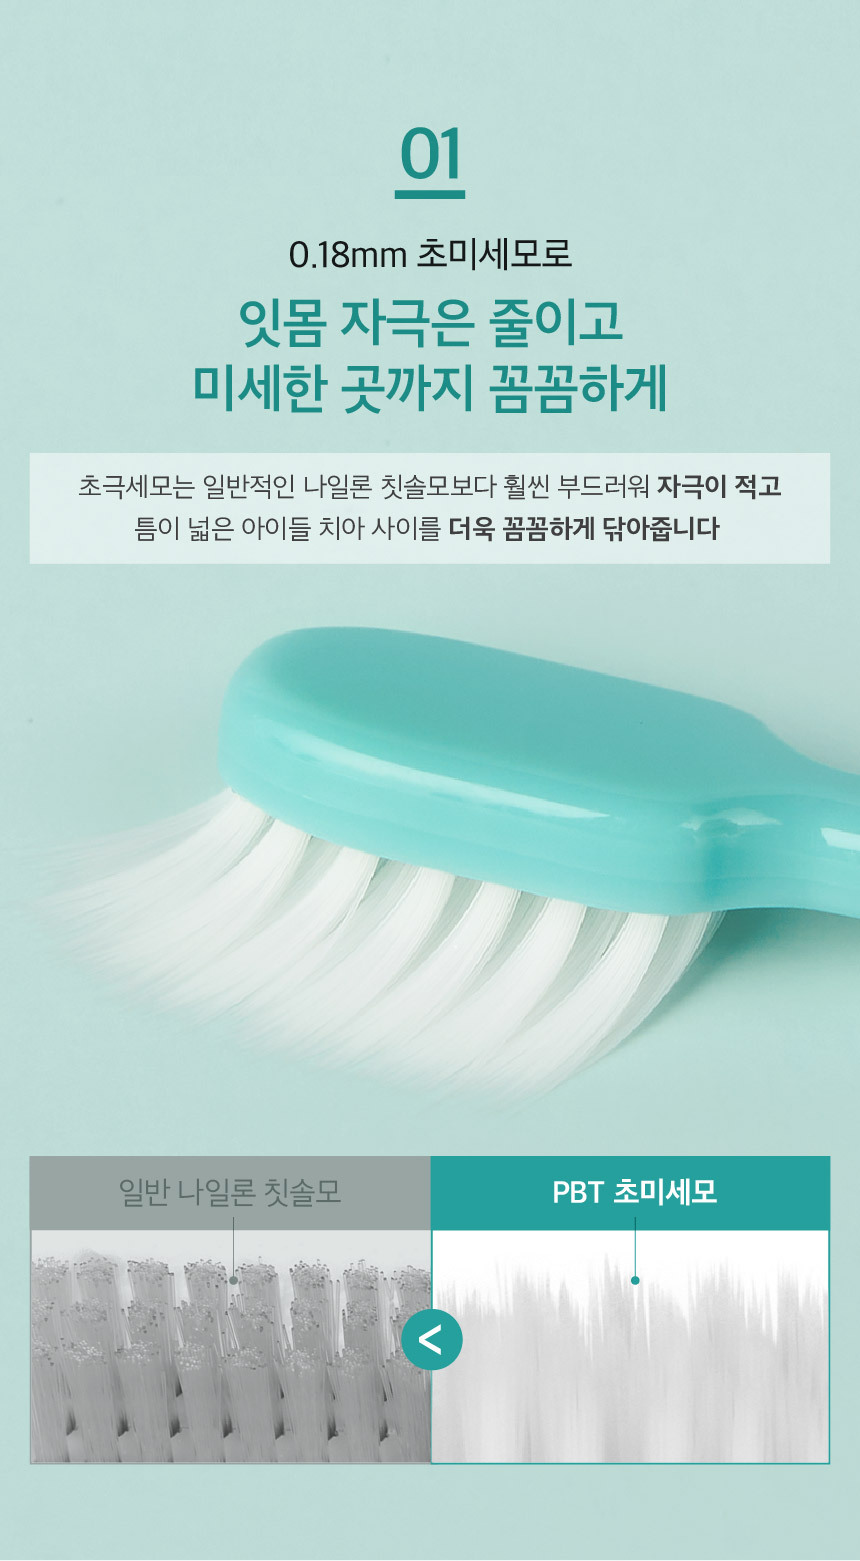 01
0.18mm 초미세모로
잇몸 자극은 줄이고
미세한 곳까지 꼼꼼하게
초극세모는 일반적인 나일론 칫솔모보다 훨씬 부드러워 자극이 적고
틈이 넓은 아이들 치아 사이를 더욱 꼼꼼하게 닦아줍니다
일반 나일론 칫솔모
PBT 초미세모
<